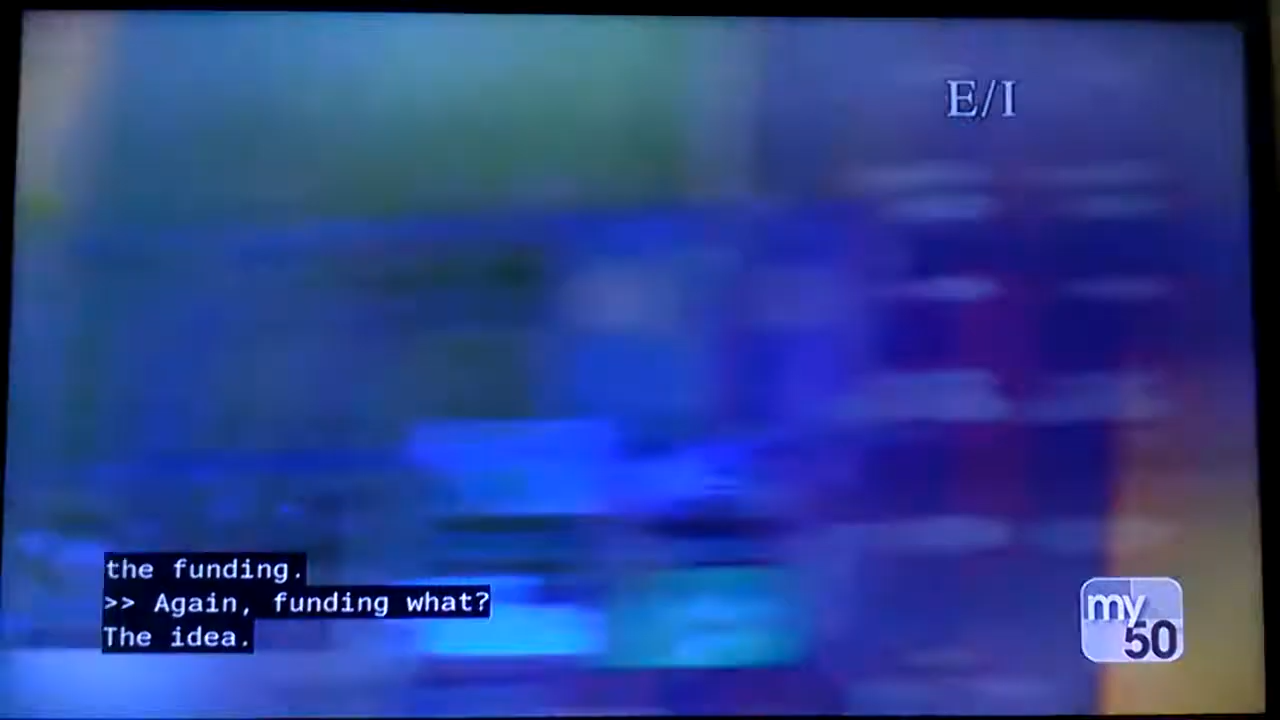 E/I
the funding.
>> Again, funding what?
The idea.
my
50